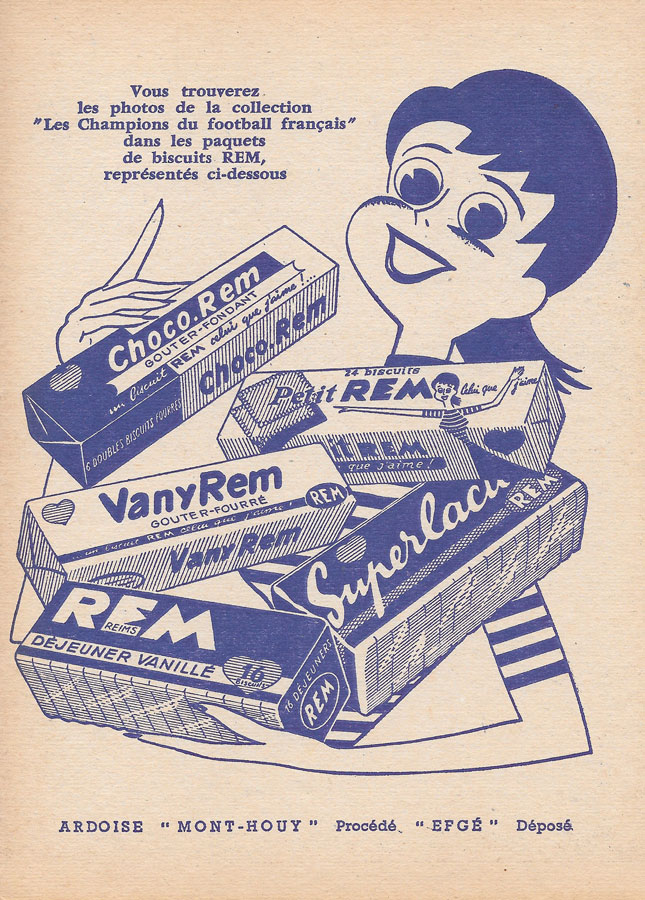 Vous trouverez
les photos de la collection
"Les Champions du football français"
dans les paquets
de biscuits REM,
représentés ci-dessous
Choco.Rem
GOUTER-FONDANT
un biscuit REM celui que j'aime!...
Choco.Rem
6 DOUBLES BISCUITS FOURRÉS
24 BISCUITS
Petit REM
celui que j'aime
it REM
que j'aime!
VanyRem
GOUTER-FOURRÉ
REM
...un biscuit REM celui que j'aime!
VanyRem
Superlacu
REM
REM
REIMS
DÉJEUNER VANILLÉ
16
BISCUITS
16 DÉJEUNERS
REM
ARDOISE "MONT-HOUY" Procédé "EFGÉ" Déposé